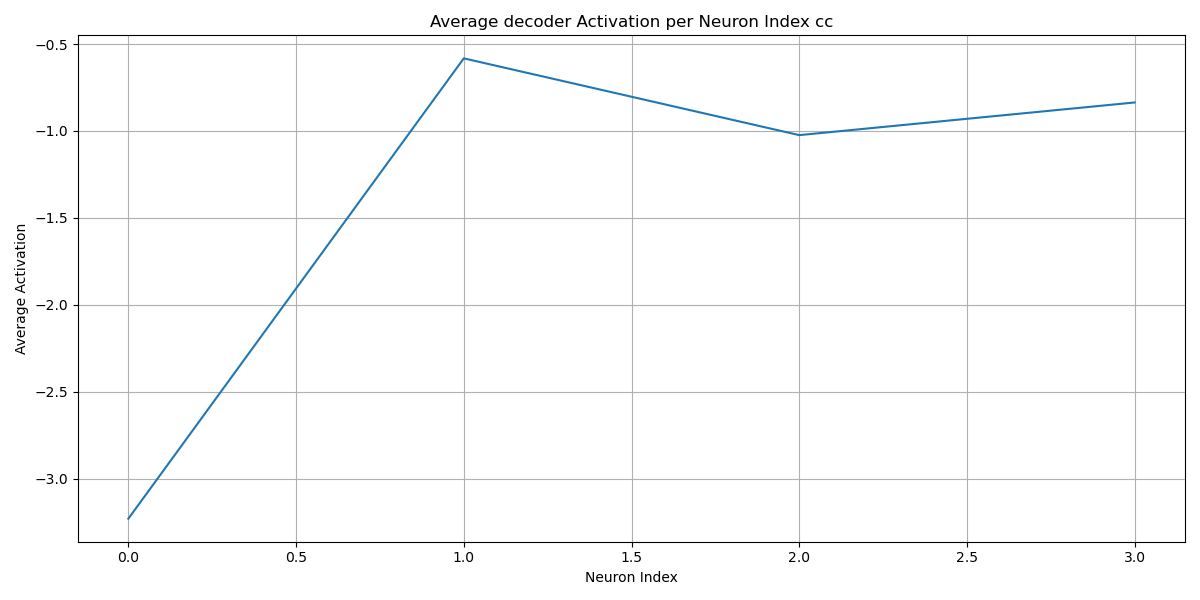 Average decoder Activation per Neuron Index cc
−0.5
−1.0
−1.5
−2.0
−2.5
−3.0
Average Activation
0.0 0.5 1.0 1.5 2.0 2.5 3.0
Neuron Index